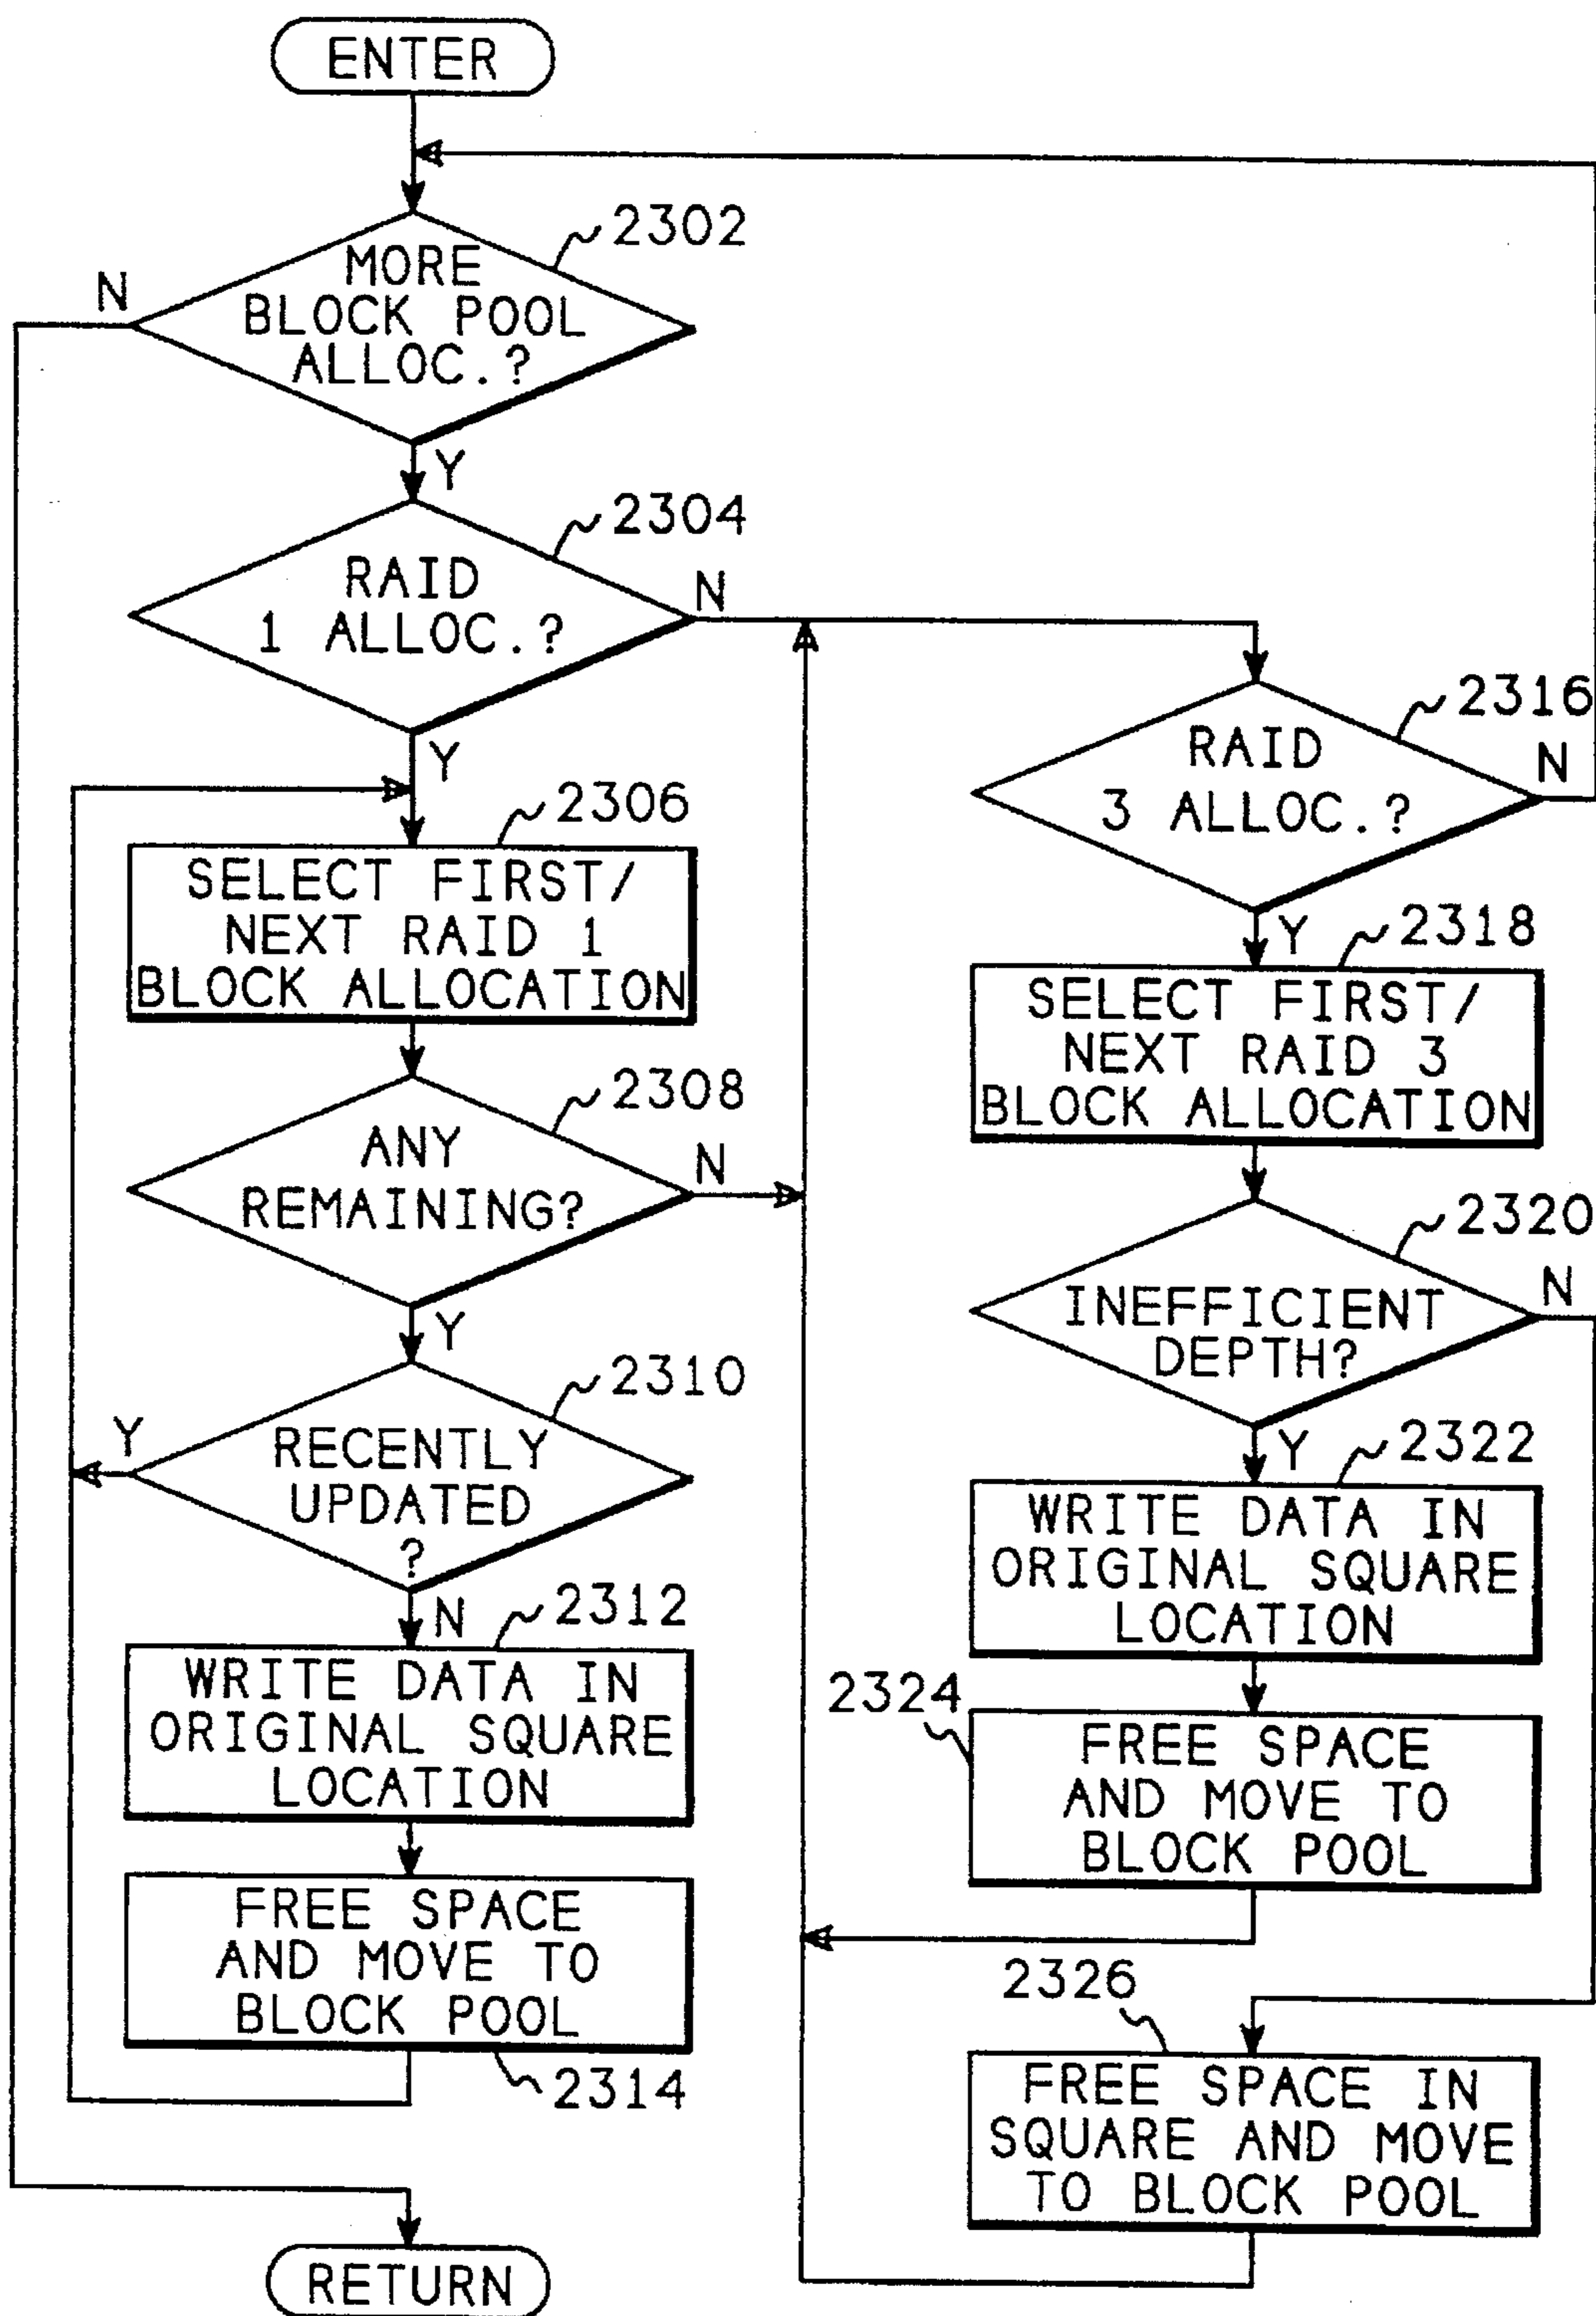 ENTER
2302
MORE
BLOCK POOL
ALLOC.?
N
Y
2304
RAID
1 ALLOC.?
N
Y
2306
SELECT FIRST/
NEXT RAID 1
BLOCK ALLOCATION
2308
ANY
REMAINING?
N
Y
2310
RECENTLY
UPDATED
?
Y
N
2312
WRITE DATA IN
ORIGINAL SQUARE
LOCATION
FREE SPACE
AND MOVE TO
BLOCK POOL
2314
RETURN
2316
RAID
3 ALLOC.?
N
Y
2318
SELECT FIRST/
NEXT RAID 3
BLOCK ALLOCATION
2320
INEFFICIENT
DEPTH?
N
Y
2322
WRITE DATA IN
ORIGINAL SQUARE
LOCATION
2324
FREE SPACE
AND MOVE TO
BLOCK POOL
2326
FREE SPACE IN
SQUARE AND MOVE
TO BLOCK POOL